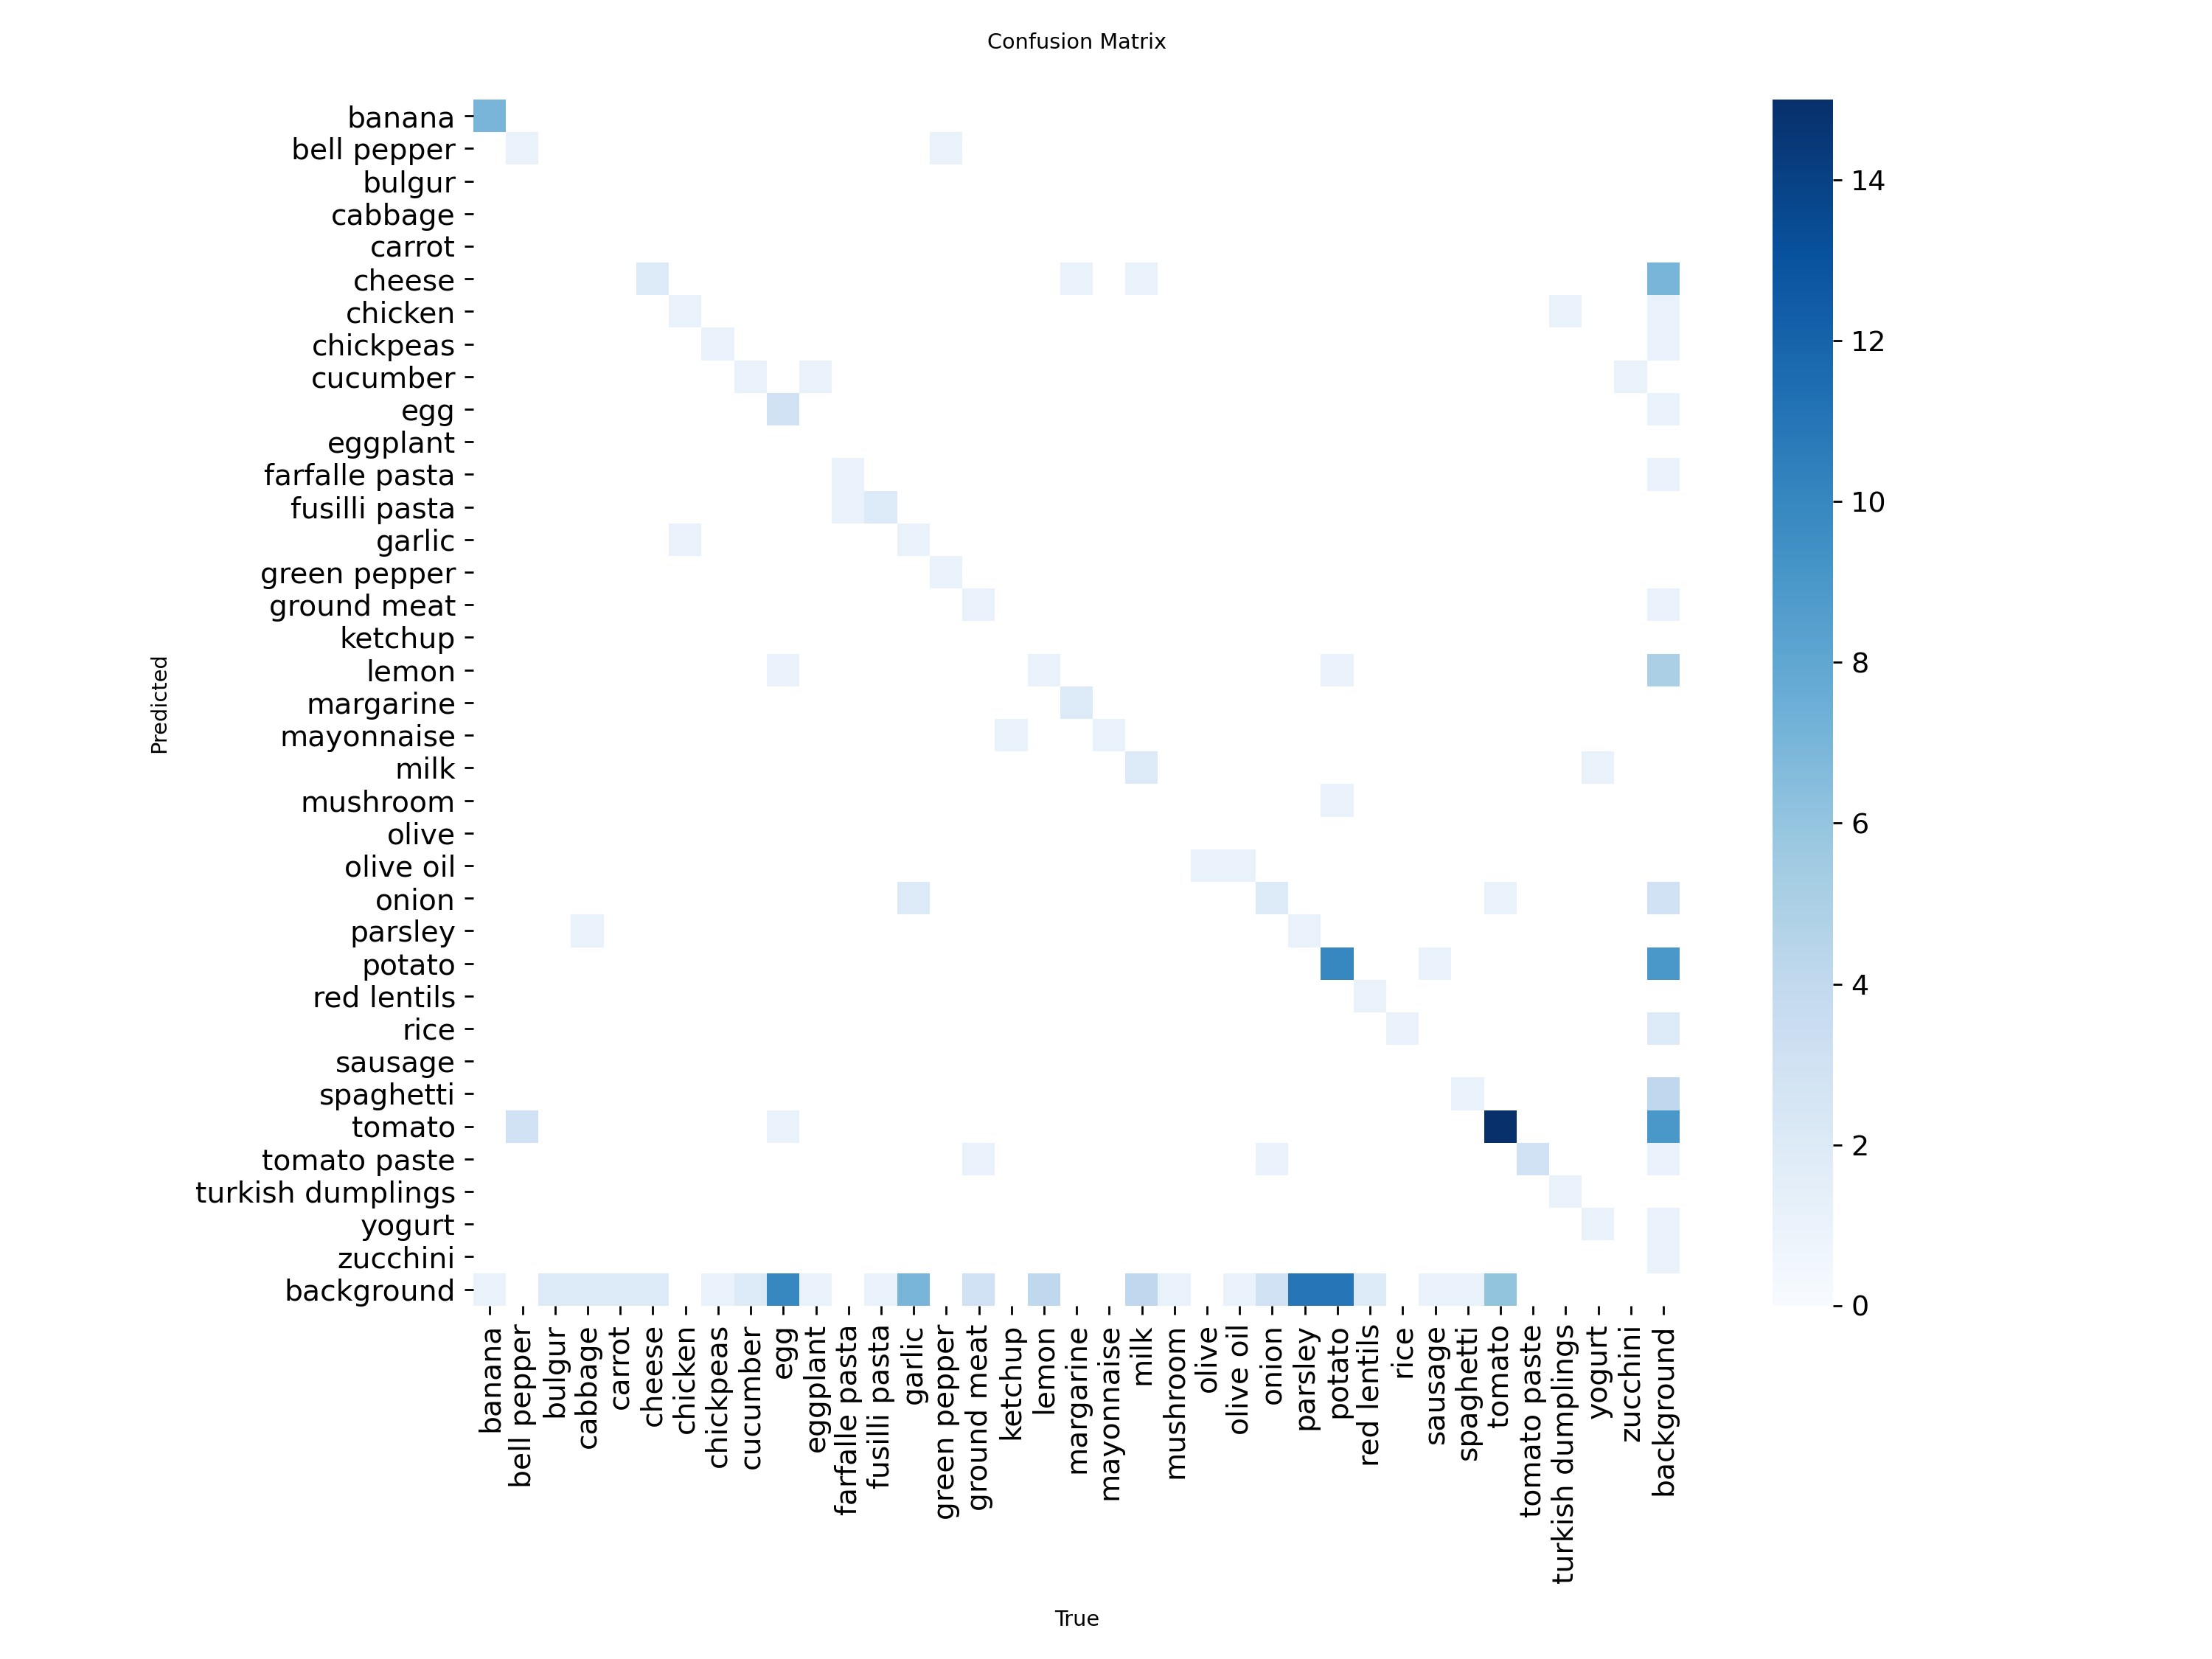 Confusion Matrix
banana
bell pepper
bulgur
cabbage
carrot
cheese
chicken
chickpeas
cucumber
egg
eggplant
farfalle pasta
fusilli pasta
garlic
green pepper
ground meat
ketchup
lemon
margarine
mayonnaise
milk
mushroom
olive
olive oil
onion
parsley
potato
red lentils
rice
sausage
spaghetti
tomato
tomato paste
turkish dumplings
yogurt
zucchini
background
Predicted
banana
bell pepper
bulgur
cabbage
carrot
cheese
chicken
chickpeas
cucumber
egg
eggplant
farfalle pasta
fusilli pasta
garlic
green pepper
ground meat
ketchup
lemon
margarine
mayonnaise
milk
mushroom
olive
olive oil
onion
parsley
potato
red lentils
rice
sausage
spaghetti
tomato
tomato paste
turkish dumplings
yogurt
zucchini
background
True
14
12
10
8
6
4
2
0